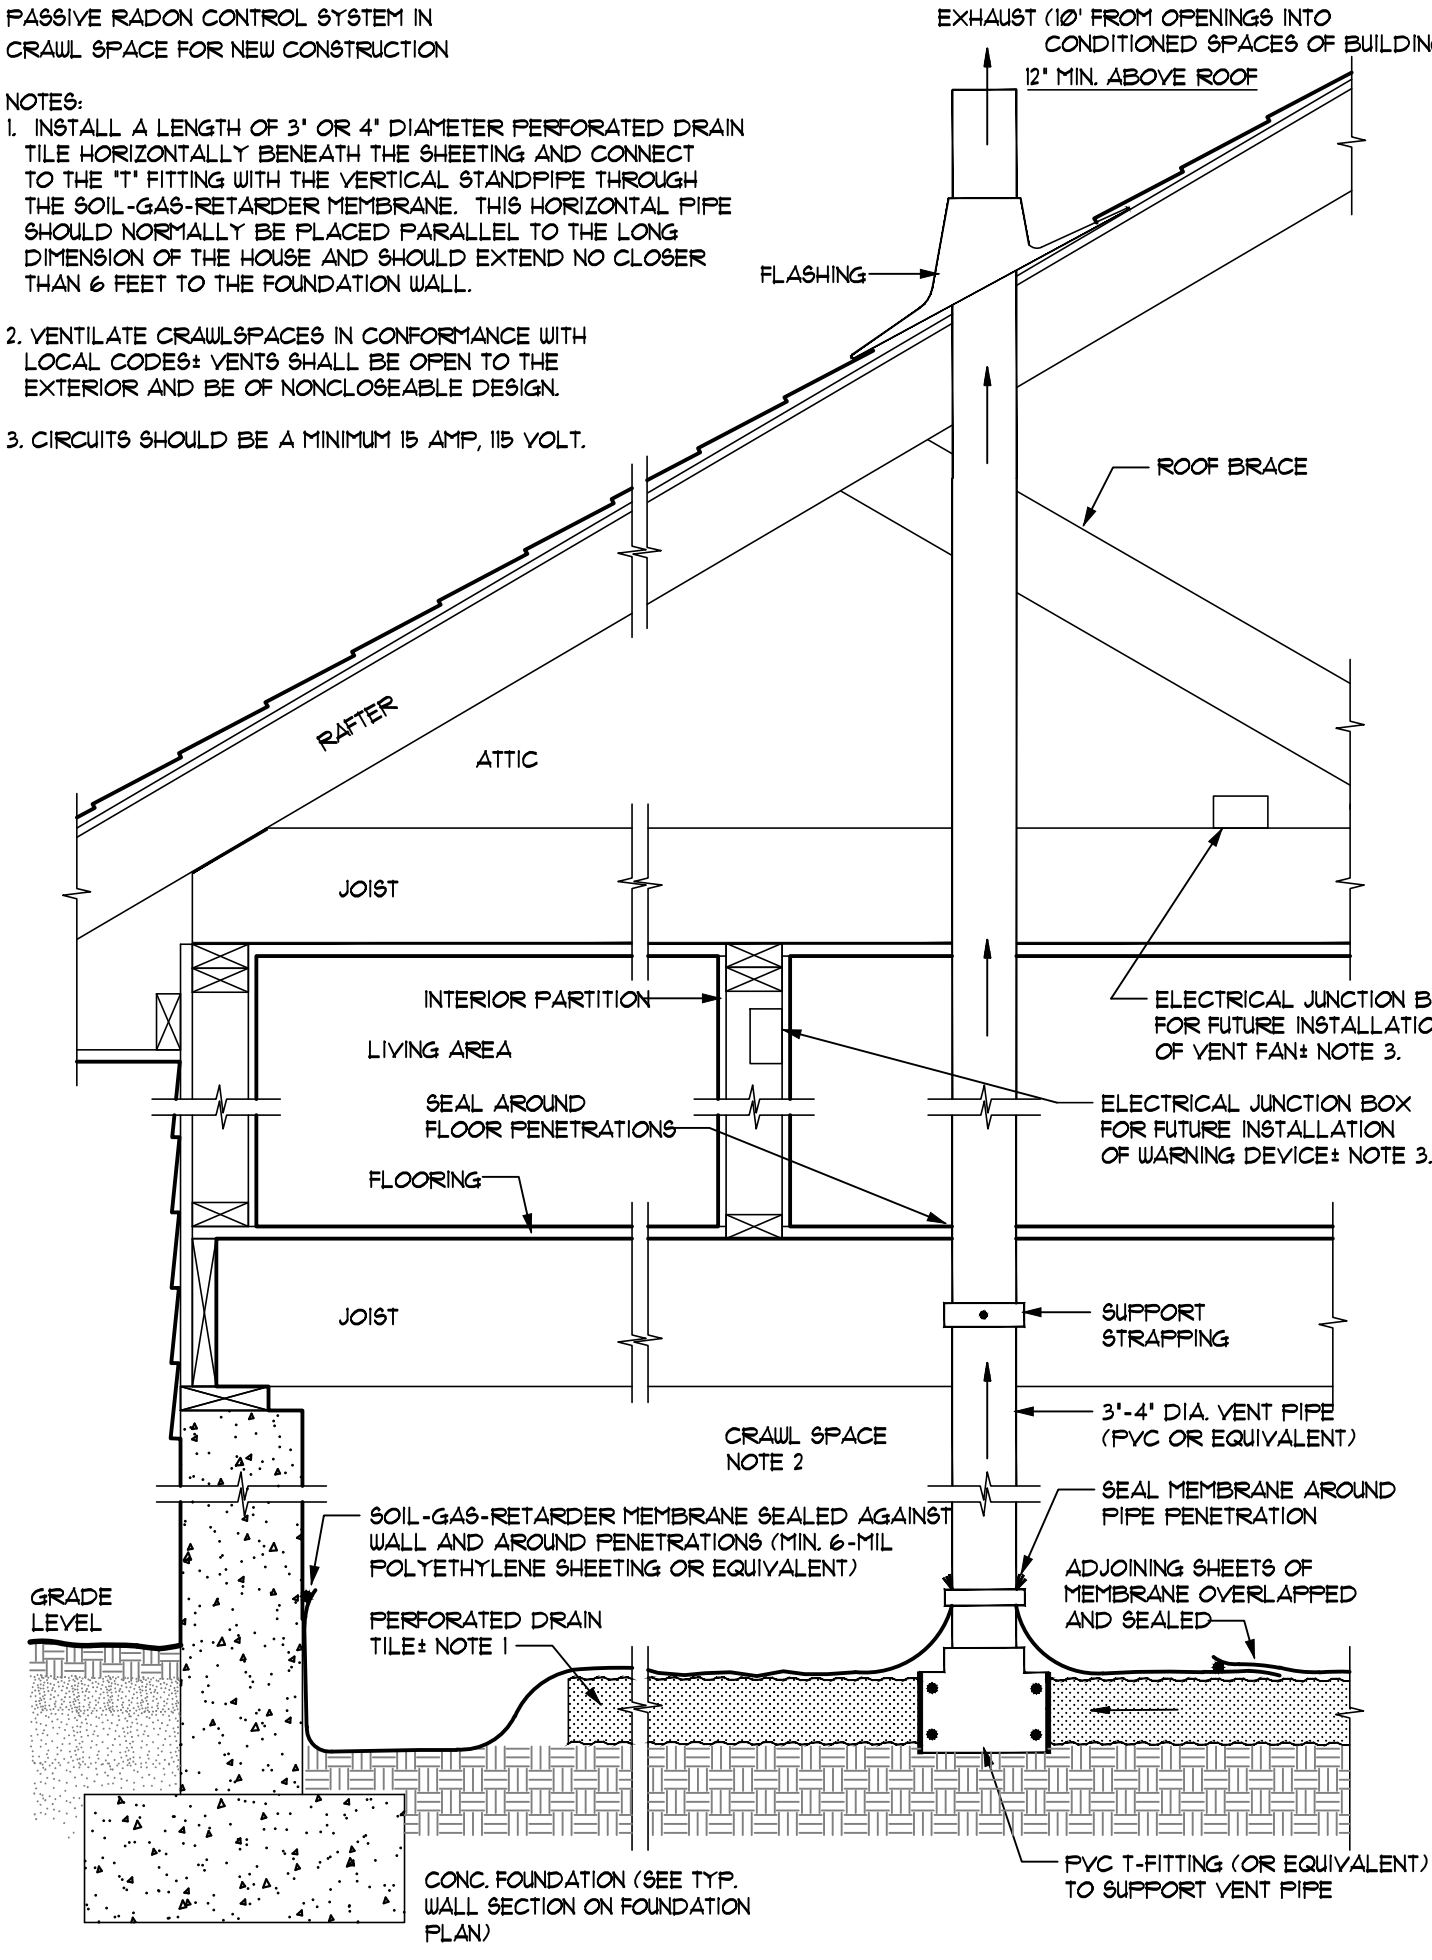 PASSIVE RADON CONTROL SYSTEM IN
CRAWL SPACE FOR NEW CONSTRUCTION
NOTES:
1. INSTALL A LENGTH OF 3" OR 4" DIAMETER PERFORATED DRAIN
TILE HORIZONTALLY BENEATH THE SHEETING AND CONNECT
TO THE "T" FITTING WITH THE VERTICAL STANDPIPE THROUGH
THE SOIL-GAS-RETARDER MEMBRANE. THIS HORIZONTAL PIPE
SHOULD NORMALLY BE PLACED PARALLEL TO THE LONG
DIMENSION OF THE HOUSE AND SHOULD EXTEND NO CLOSER
THAN 6 FEET TO THE FOUNDATION WALL.
2. VENTILATE CRAWLSPACES IN CONFORMANCE WITH
LOCAL CODES± VENTS SHALL BE OPEN TO THE
EXTERIOR AND BE OF NONCLOSEABLE DESIGN.
3. CIRCUITS SHOULD BE A MINIMUM 15 AMP, 115 VOLT.
EXHAUST (10' FROM OPENINGS INTO
CONDITIONED SPACES OF BUILDIN
12" MIN. ABOVE ROOF
FLASHING
ROOF BRACE
RAFTER
ATTIC
JOIST
INTERIOR PARTITION
LIVING AREA
ELECTRICAL JUNCTION B
FOR FUTURE INSTALLATIO
OF VENT FAN± NOTE 3.
SEAL AROUND
FLOOR PENETRATIONS
ELECTRICAL JUNCTION BOX
FOR FUTURE INSTALLATION
OF WARNING DEVICE± NOTE 3.
FLOORING
JOIST
SUPPORT
STRAPPING
3"-4" DIA. VENT PIPE
(PVC OR EQUIVALENT)
CRAWL SPACE
NOTE 2
SEAL MEMBRANE AROUND
PIPE PENETRATION
SOIL-GAS-RETARDER MEMBRANE SEALED AGAINST
WALL AND AROUND PENETRATIONS (MIN. 6-MIL
POLYETHYLENE SHEETING OR EQUIVALENT)
ADJOINING SHEETS OF
MEMBRANE OVERLAPPED
AND SEALED
GRADE
LEVEL
PERFORATED DRAIN
TILE± NOTE 1
PVC T-FITTING (OR EQUIVALENT)
TO SUPPORT VENT PIPE
CONC. FOUNDATION (SEE TYP.
WALL SECTION ON FOUNDATION
PLAN)